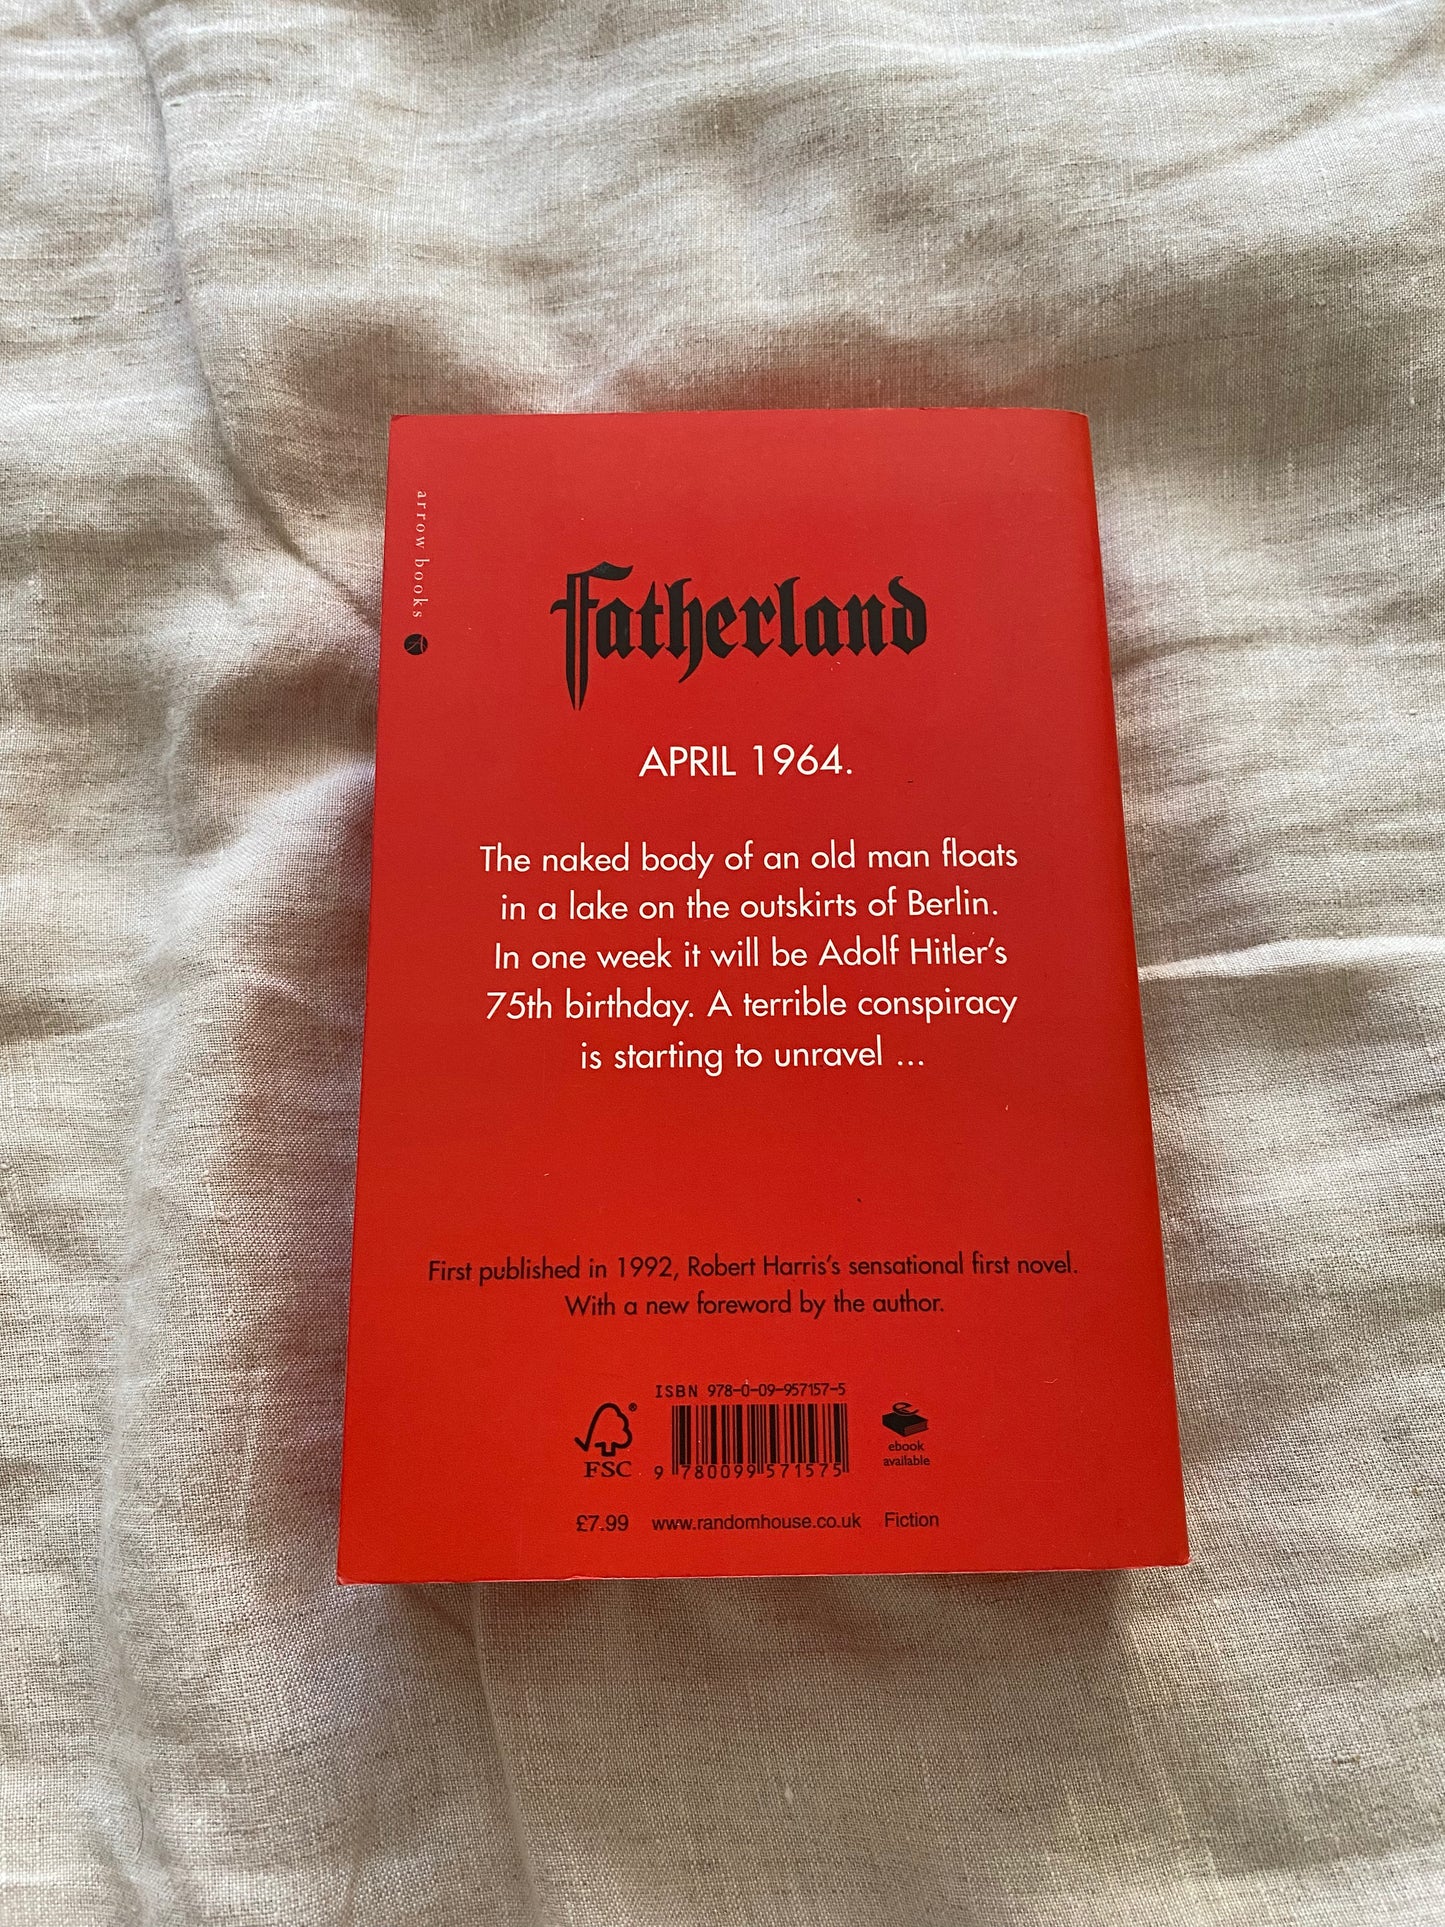 arrow books
Fatherland
APRIL 1964.
The naked body of an old man floats
in a lake on the outskirts of Berlin.
In one week it will be Adolf Hitler's
75th birthday. A terrible conspiracy
is starting to unravel ...
First published in 1992, Robert Harris's sensational first novel.
With a new foreword by the author.
ISBN 978-0-09-957157-5
FSC®
9 780099 571575
e
ebook
available
£7.99 www.randomhouse.co.uk Fiction